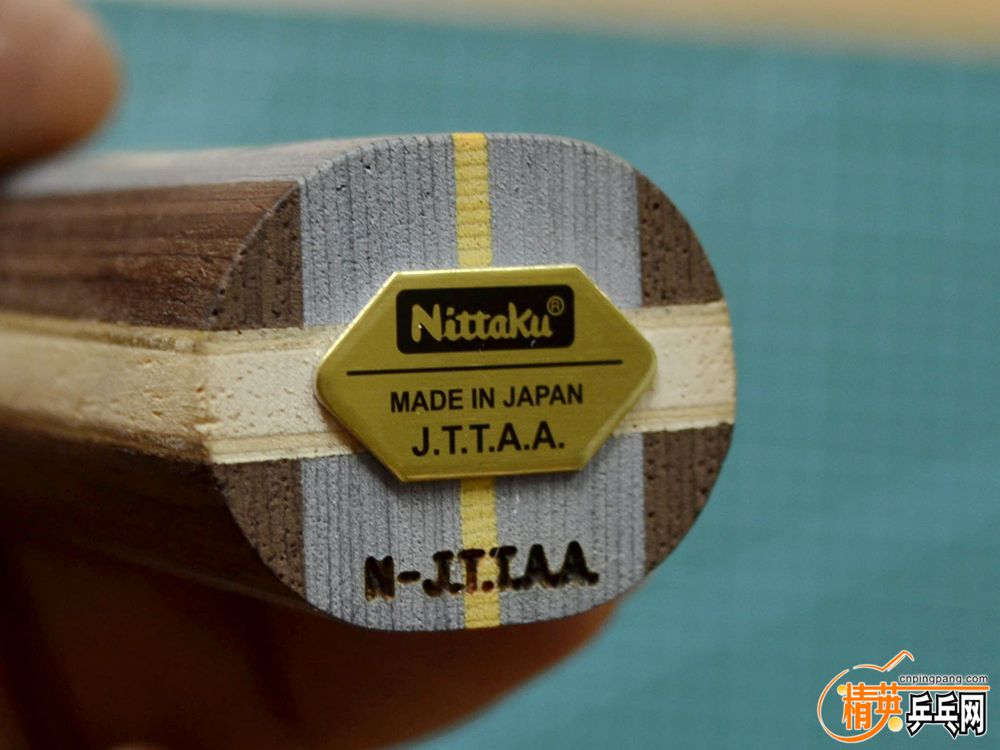 Nittaku®
MADE IN JAPAN
J.T.T.A.A.
N-J.T.T.A.A.
cnpingpang.com
精英乒乓网